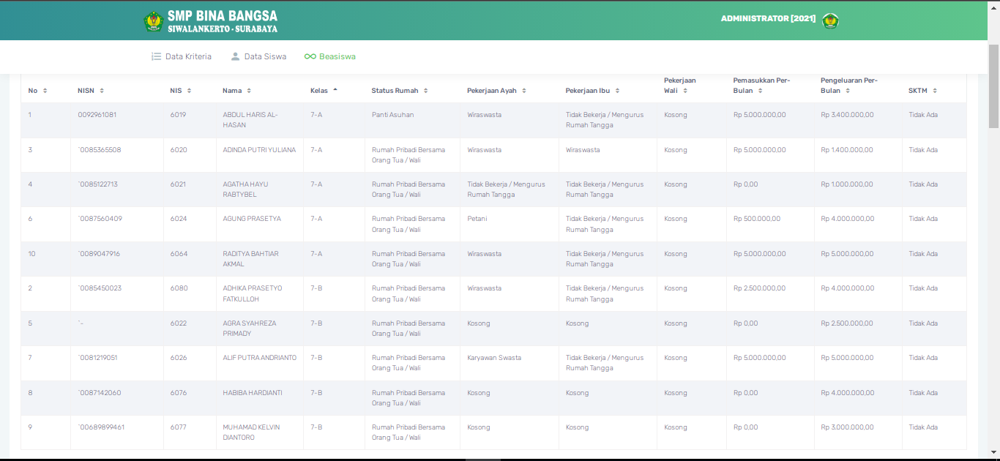 SMP BINA BANGSA
SIWALANKERTO - SURABAYA
ADMINISTRATOR [2021]
Data Kriteria Data Siswa Beasiswa
No NISN NIS Nama Kelas Status Rumah Pekerjaan Ayah Pekerjaan Ibu Pekerjaan Wali Pemasukkan Per-Bulan Pengeluaran Per-Bulan SKTM
1 0092961081 6019 ABDUL HARIS AL-HASAN 7-A Panti Asuhan Wiraswasta Tidak Bekerja / Mengurus Rumah Tangga Kosong Rp 5.000.000,00 Rp 3.400.000,00 Tidak Ada
3 `0085365508 6020 ADINDA PUTRI YULIANA 7-A Rumah Pribadi Bersama Orang Tua / Wali Wiraswasta Wiraswasta Kosong Rp 5.000.000,00 Rp 1.400.000,00 Tidak Ada
4 `0085122713 6021 AGATHA HAYU RABTYBEL 7-A Rumah Pribadi Bersama Orang Tua / Wali Tidak Bekerja / Mengurus Rumah Tangga Tidak Bekerja / Mengurus Rumah Tangga Kosong Rp 0,00 Rp 1.000.000,00 Tidak Ada
6 `0087560409 6024 AGUNG PRASETYA 7-A Rumah Pribadi Bersama Orang Tua / Wali Petani Tidak Bekerja / Mengurus Rumah Tangga Kosong Rp 500.000,00 Rp 4.000.000,00 Tidak Ada
10 `0089047916 6064 RADITYA BAHTIAR AKMAL 7-A Rumah Pribadi Bersama Orang Tua / Wali Wiraswasta Tidak Bekerja / Mengurus Rumah Tangga Kosong Rp 5.000.000,00 Rp 5.000.000,00 Tidak Ada
2 `0085450023 6080 ADHIKA PRASETYO FATKULLOH 7-B Rumah Pribadi Bersama Orang Tua / Wali Wiraswasta Tidak Bekerja / Mengurus Rumah Tangga Kosong Rp 2.500.000,00 Rp 4.000.000,00 Tidak Ada
5 `- 6022 AGRA SYAHREZA PRIMADY 7-B Rumah Pribadi Bersama Orang Tua / Wali Kosong Kosong Kosong Rp 0,00 Rp 2.500.000,00 Tidak Ada
7 `0081219051 6026 ALIF PUTRA ANDRIANTO 7-B Rumah Pribadi Bersama Orang Tua / Wali Karyawan Swasta Tidak Bekerja / Mengurus Rumah Tangga Kosong Rp 5.000.000,00 Rp 5.000.000,00 Tidak Ada
8 `0087142060 6076 HABIBA HARDIANTI 7-B Rumah Pribadi Bersama Orang Tua / Wali Kosong Kosong Kosong Rp 0,00 Rp 4.000.000,00 Tidak Ada
9 `00689899461 6077 MUHAMAD KELVIN DIANTORO 7-B Rumah Pribadi Bersama Orang Tua / Wali Kosong Kosong Kosong Rp 0,00 Rp 3.000.000,00 Tidak Ada